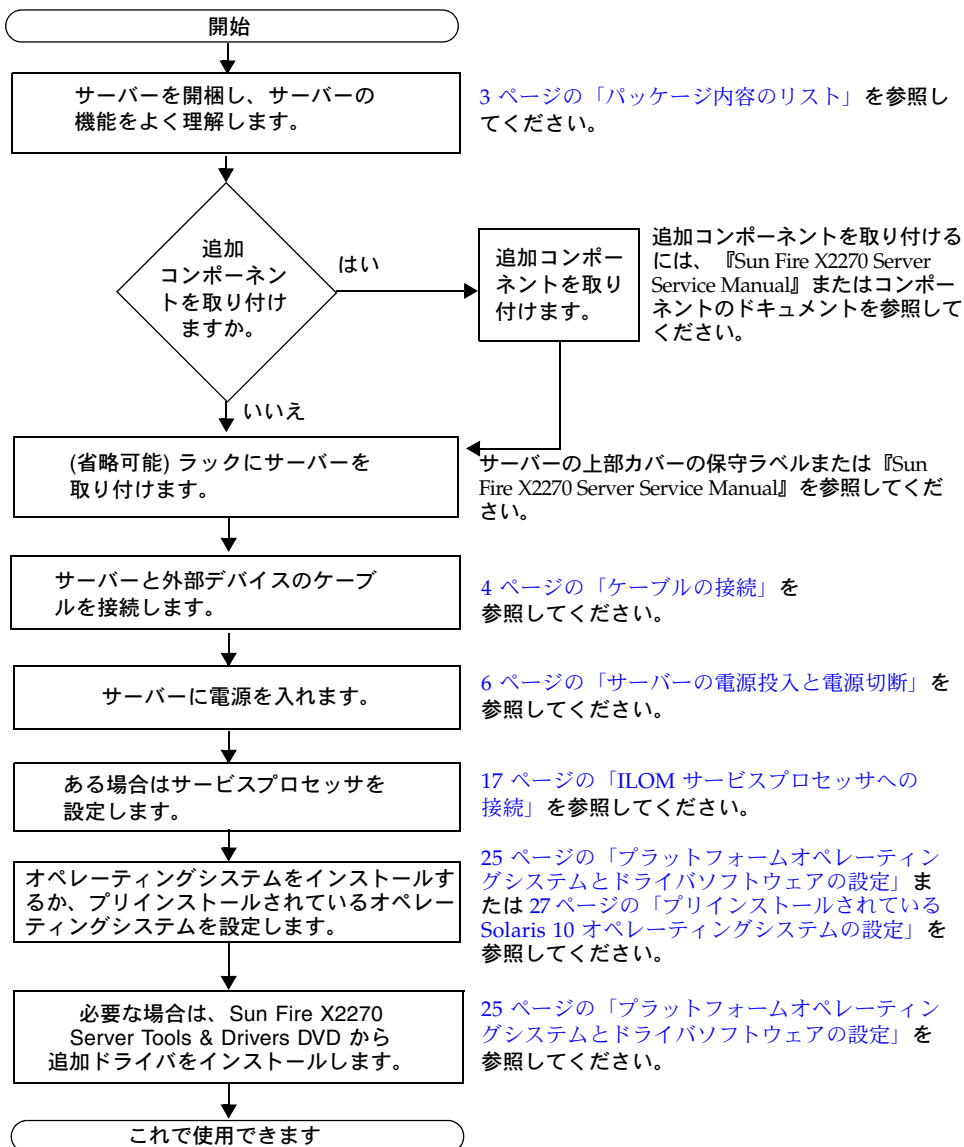 開始
サーバーを開梱し、サーバーの
機能をよく理解します。
3 ページの「パッケージ内容のリスト」を参照し
てください。
追加
コンポーネン
トを取り付け
ますか。
はい
追加コンポー
ネントを取り
付けます。
追加コンポーネントを取り付ける
には、『Sun Fire X2270 Server
Service Manual』またはコンポー
ネントのドキュメントを参照して
ください。
いいえ
(省略可能) ラックにサーバーを
取り付けます。
サーバーの上部カバーの保守ラベルまたは『Sun
Fire X2270 Server Service Manual』を参照してくだ
さい。
サーバーと外部デバイスのケーブ
ルを接続します。
4 ページの「ケーブルの接続」を
参照してください。
サーバーに電源を入れます。
6 ページの「サーバーの電源投入と電源切断」を
参照してください。
ある場合はサービスプロセッサを
設定します。
17 ページの「ILOM サービスプロセッサへの
接続」を参照してください。
オペレーティングシステムをインストールす
るか、プリインストールされているオペレー
ティングシステムを設定します。
25 ページの「プラットフォームオペレーティン
グシステムとドライバソフトウェアの設定」ま
たは 27 ページの「プリインストールされている
Solaris 10 オペレーティングシステムの設定」を
参照してください。
必要な場合は、Sun Fire X2270
Server Tools & Drivers DVD から
追加ドライバをインストールします。
25 ページの「プラットフォームオペレーティン
グシステムとドライバソフトウェアの設定」を
参照してください。
これで使用できます